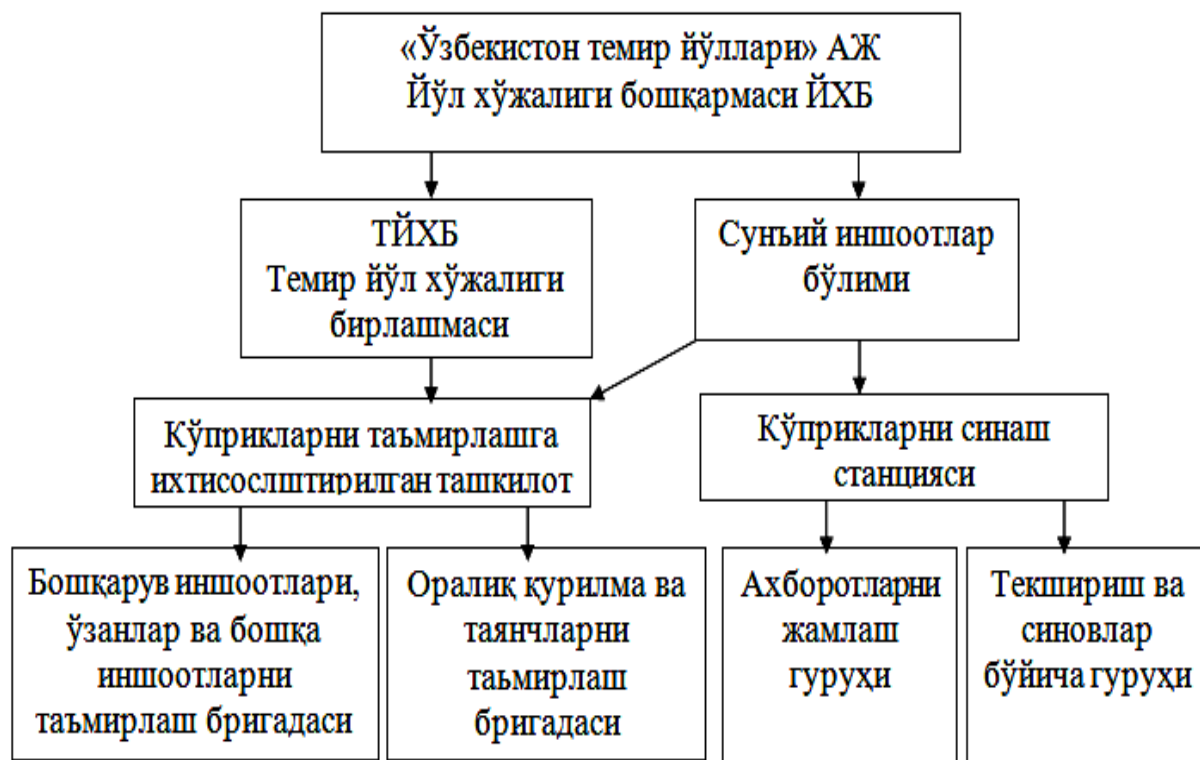 «Ўзбекистон темир йўллари» АЖ
Йўл хўжалиги бошқармаси ЙХБ
ТЙХБ
Темир йўл хўжалиги
бирлашмаси
Сунъий иншоотлар
бўлими
Кўприкларни таъмирлашга
ихтисослштирилган ташкилот
Кўприкларни синаш
станцияси
Бошқарув иншоотлари,
ўзанлар ва бошқа
иншоотларни
таъмирлаш бригадаси
Оралиқ қурилма ва
таянчларни
таьмирлаш
бригадаси
Ахборотларни
жамлаш
гуруҳи
Текшириш ва
синовлар
бўйича гуруҳи